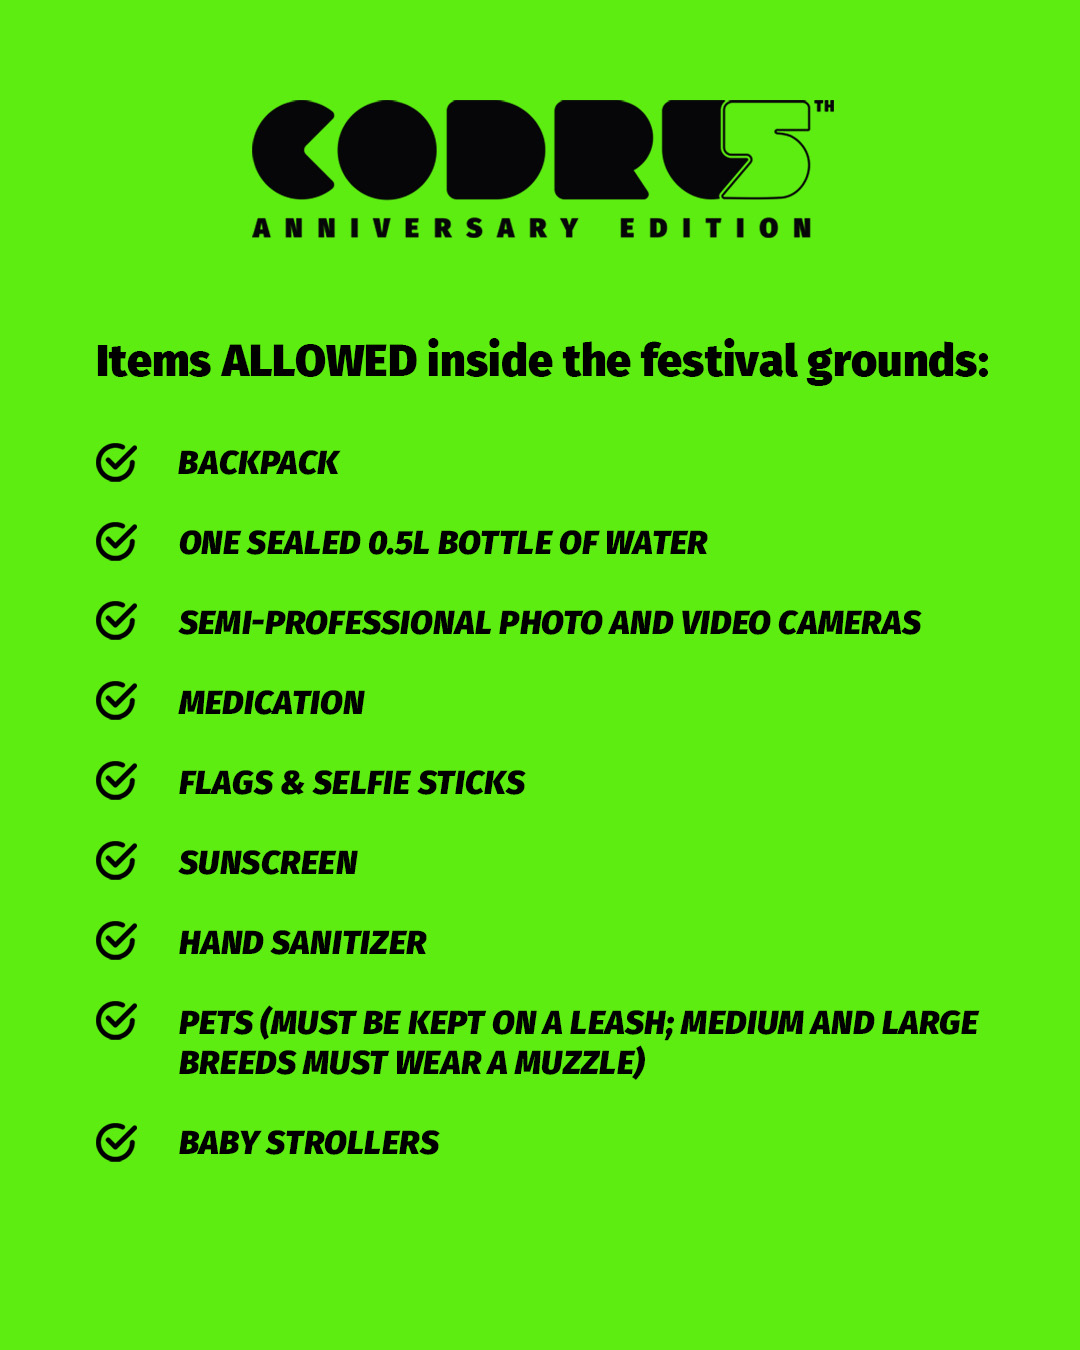 CODRU 5TH
ANNIVERSARY EDITION
Items ALLOWED inside the festival grounds:
BACKPACK
ONE SEALED 0.5L BOTTLE OF WATER
SEMI-PROFESSIONAL PHOTO AND VIDEO CAMERAS
MEDICATION
FLAGS & SELFIE STICKS
SUNSCREEN
HAND SANITIZER
PETS (MUST BE KEPT ON A LEASH; MEDIUM AND LARGE
BREEDS MUST WEAR A MUZZLE)
BABY STROLLERS